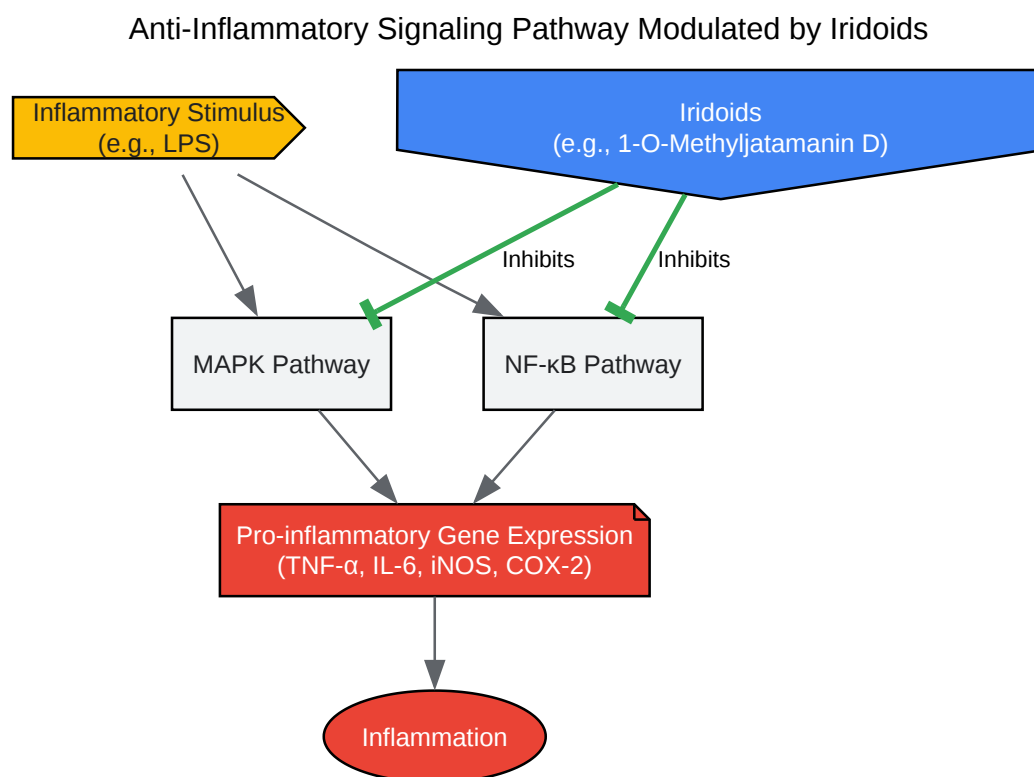 Anti-Inflammatory Signaling Pathway Modulated by Iridoids
Inflammatory Stimulus
(e.g., LPS)
Iridoids
(e.g., 1-O-Methyljatamanin D)
Inhibits
Inhibits
MAPK Pathway
NF-κB Pathway
Pro-inflammatory Gene Expression
(TNF-α, IL-6, iNOS, COX-2)
Inflammation